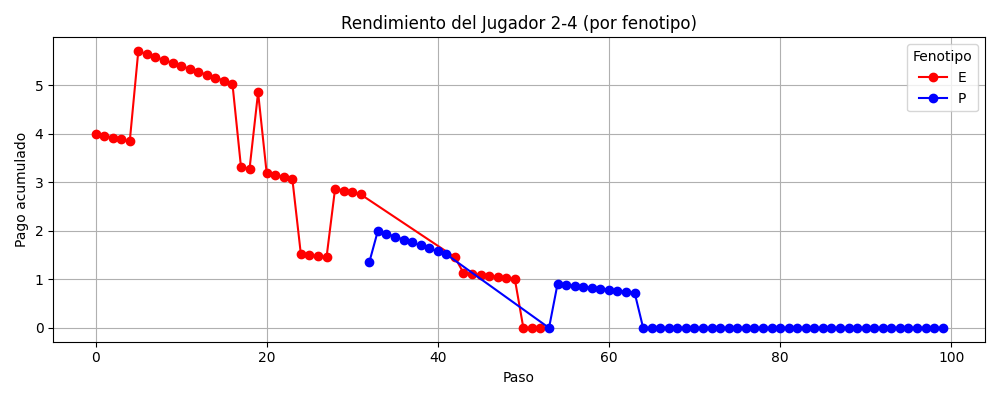 Rendimiento del Jugador 2-4 (por fenotipo)
Fenotipo
E
P
Pago acumulado
5
4
3
2
1
0
0 20 40 60 80 100
Paso